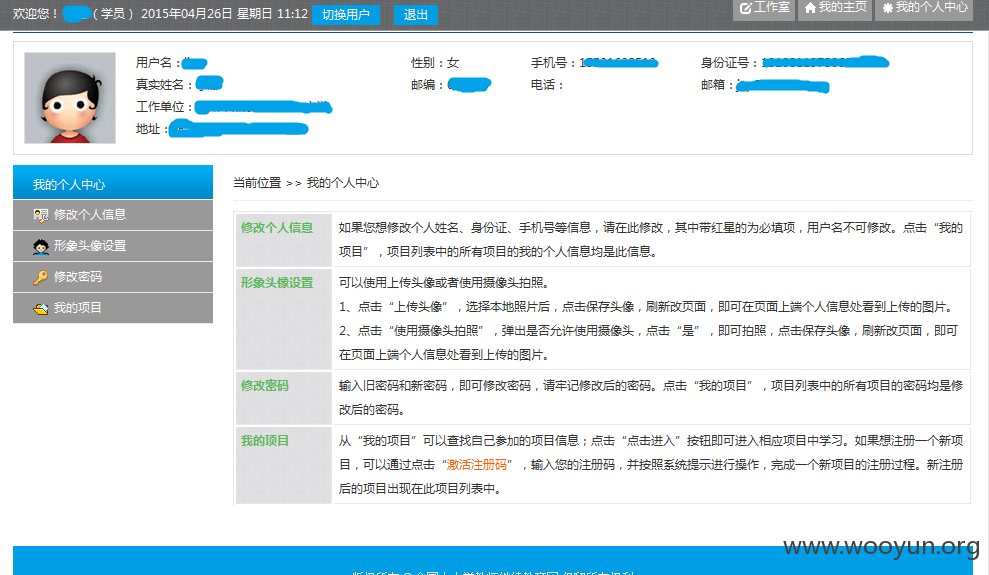 欢迎您！（学员） 2015年04月26日 星期日 11:12 切换用户 退出 工作室 我的主页 我的个人中心
用户名： 性别：女 手机号：1 身份证号：
真实姓名： 邮编： 电话： 邮箱：
工作单位：
地址：
我的个人中心
修改个人信息
形象头像设置
修改密码
我的项目
当前位置 >> 我的个人中心
修改个人信息 如果您想修改个人姓名、身份证、手机号等信息，请在此修改，其中带红星的为必填项，用户名不可修改。点击“我的
项目”，项目列表中的所有项目的我的个人信息均是此信息。
形象头像设置 可以使用上传头像或者使用摄像头拍照。
1、点击“上传头像”，选择本地照片后，点击保存头像，刷新改页面，即可在页面上端个人信息处看到上传的图片。
2、点击“使用摄像头拍照”，弹出是否允许使用摄像头，点击“是”，即可拍照，点击保存头像，刷新改页面，即可
在页面上端个人信息处看到上传的图片。
修改密码 输入旧密码和新密码，即可修改密码，请牢记修改后的密码。点击“我的项目”，项目列表中的所有项目的密码均是修
改后的密码。
我的项目 从“我的项目”可以查找自己参加的项目信息；点击“点击进入”按钮即可进入相应项目中学习。如果想注册一个新项
目，可以通过点击“激活注册码”，输入您的注册码，并按照系统提示进行操作，完成一个新项目的注册过程。新注册
后的项目出现在此项目列表中。
www.wooyun.org